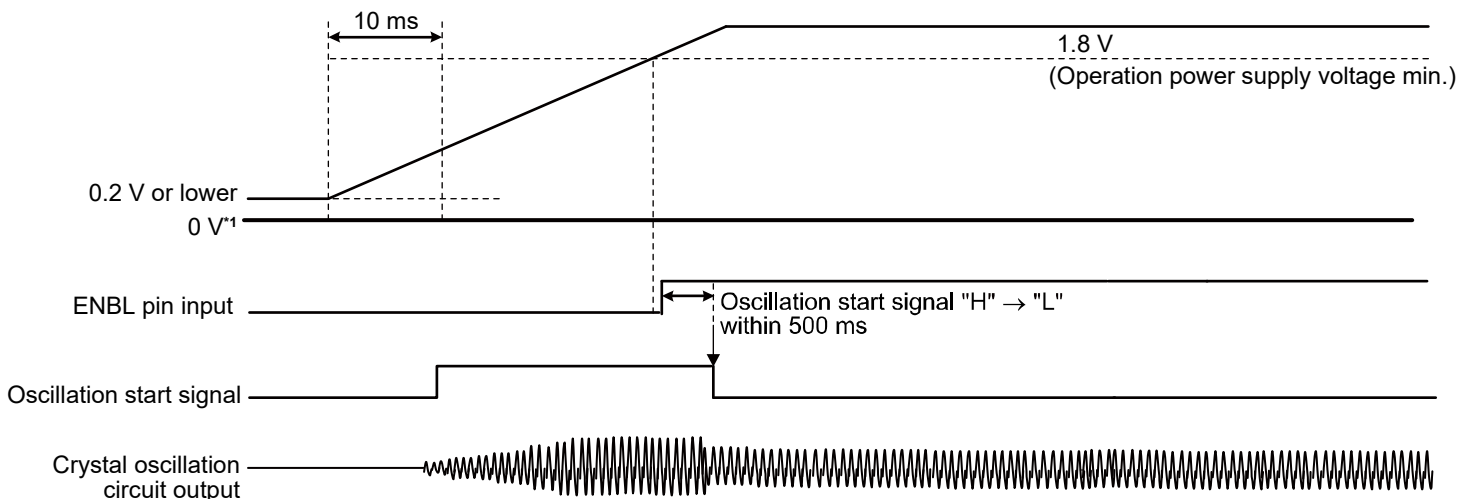 10 ms
1.8 V
(Operation power supply voltage min.)
0.2 V or lower
0 V*1
ENBL pin input
Oscillation start signal "H" → "L"
within 500 ms
Oscillation start signal
Crystal oscillation
circuit output